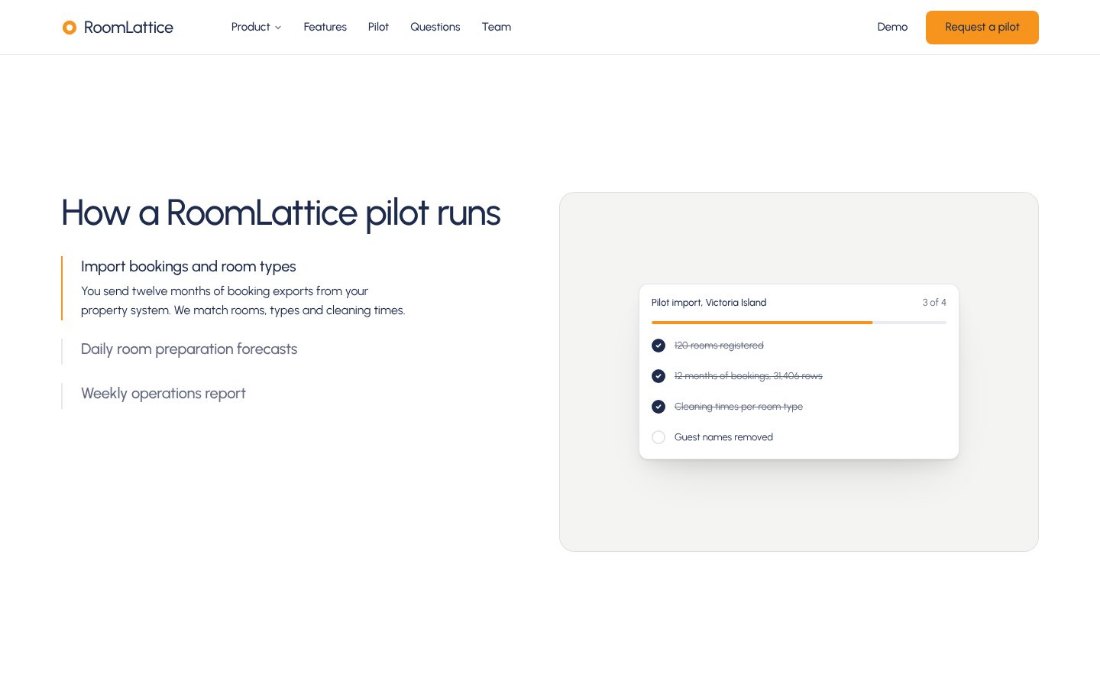 RoomLattice
Product
Features
Pilot
Questions
Team
Demo
Request a pilot
How a RoomLattice pilot runs
Import bookings and room types
You send twelve months of booking exports from your
property system. We match rooms, types and cleaning times.
Daily room preparation forecasts
Weekly operations report
Pilot import, Victoria Island
3 of 4
120 rooms registered
12 months of bookings, 31,406 rows
Cleaning times per room type
Guest names removed